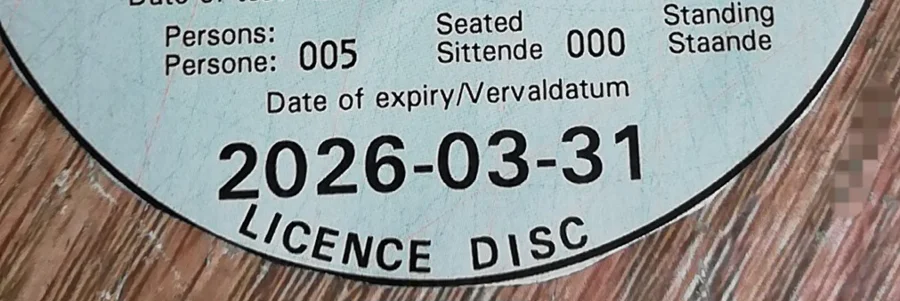 Persons: Seated Standing
Persone: 005 Sittende 000 Staande
Date of expiry/Vervaldatum
2026-03-31
LICENCE DISC